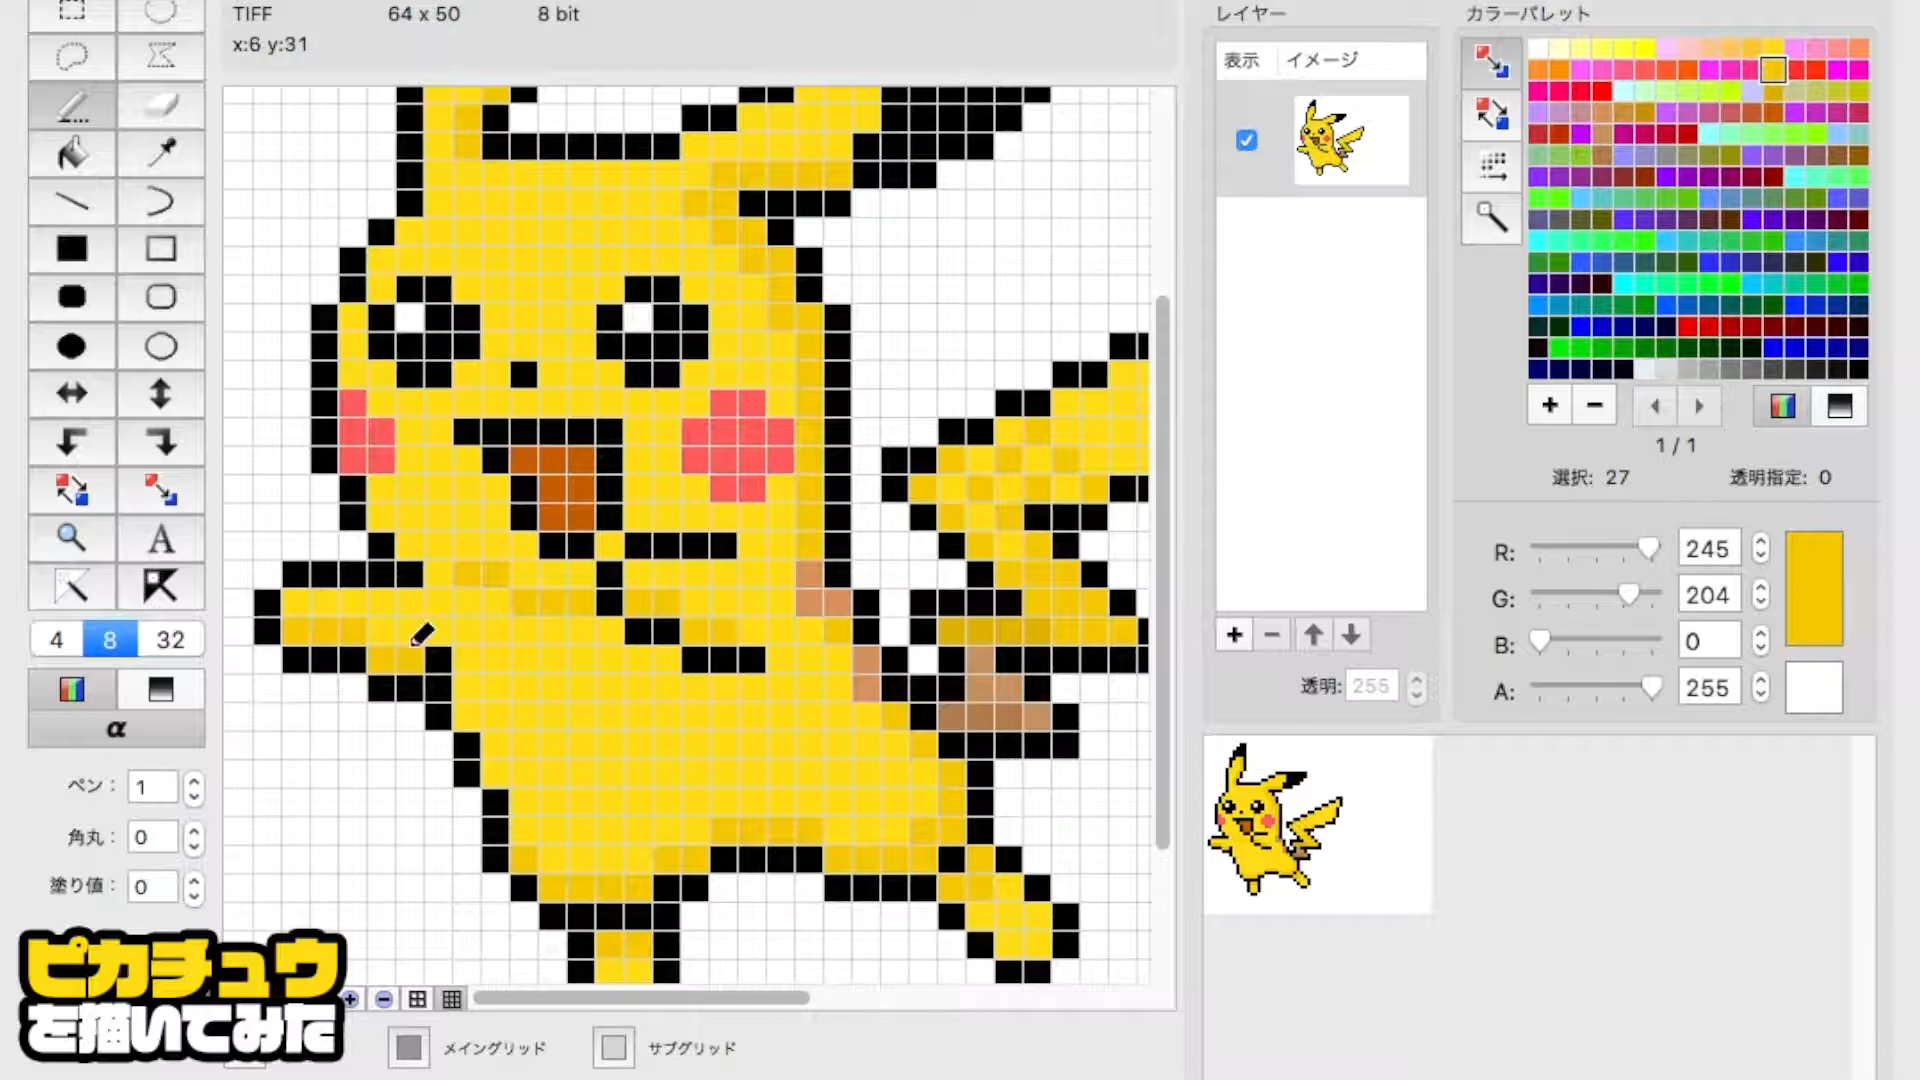 TIFF 64 x 50 8 bit
x:6 y:31
レイヤー
表示 イメージ
透明: 255
カラーパレット
1 / 1
選択: 27 透明指定: 0
R: 245
G: 204
B: 0
A: 255
A
4 8 32
α
ペン: 1
角丸: 0
塗り値: 0
メイングリッド サブグリッド
ピカチュウ
を描いてみた